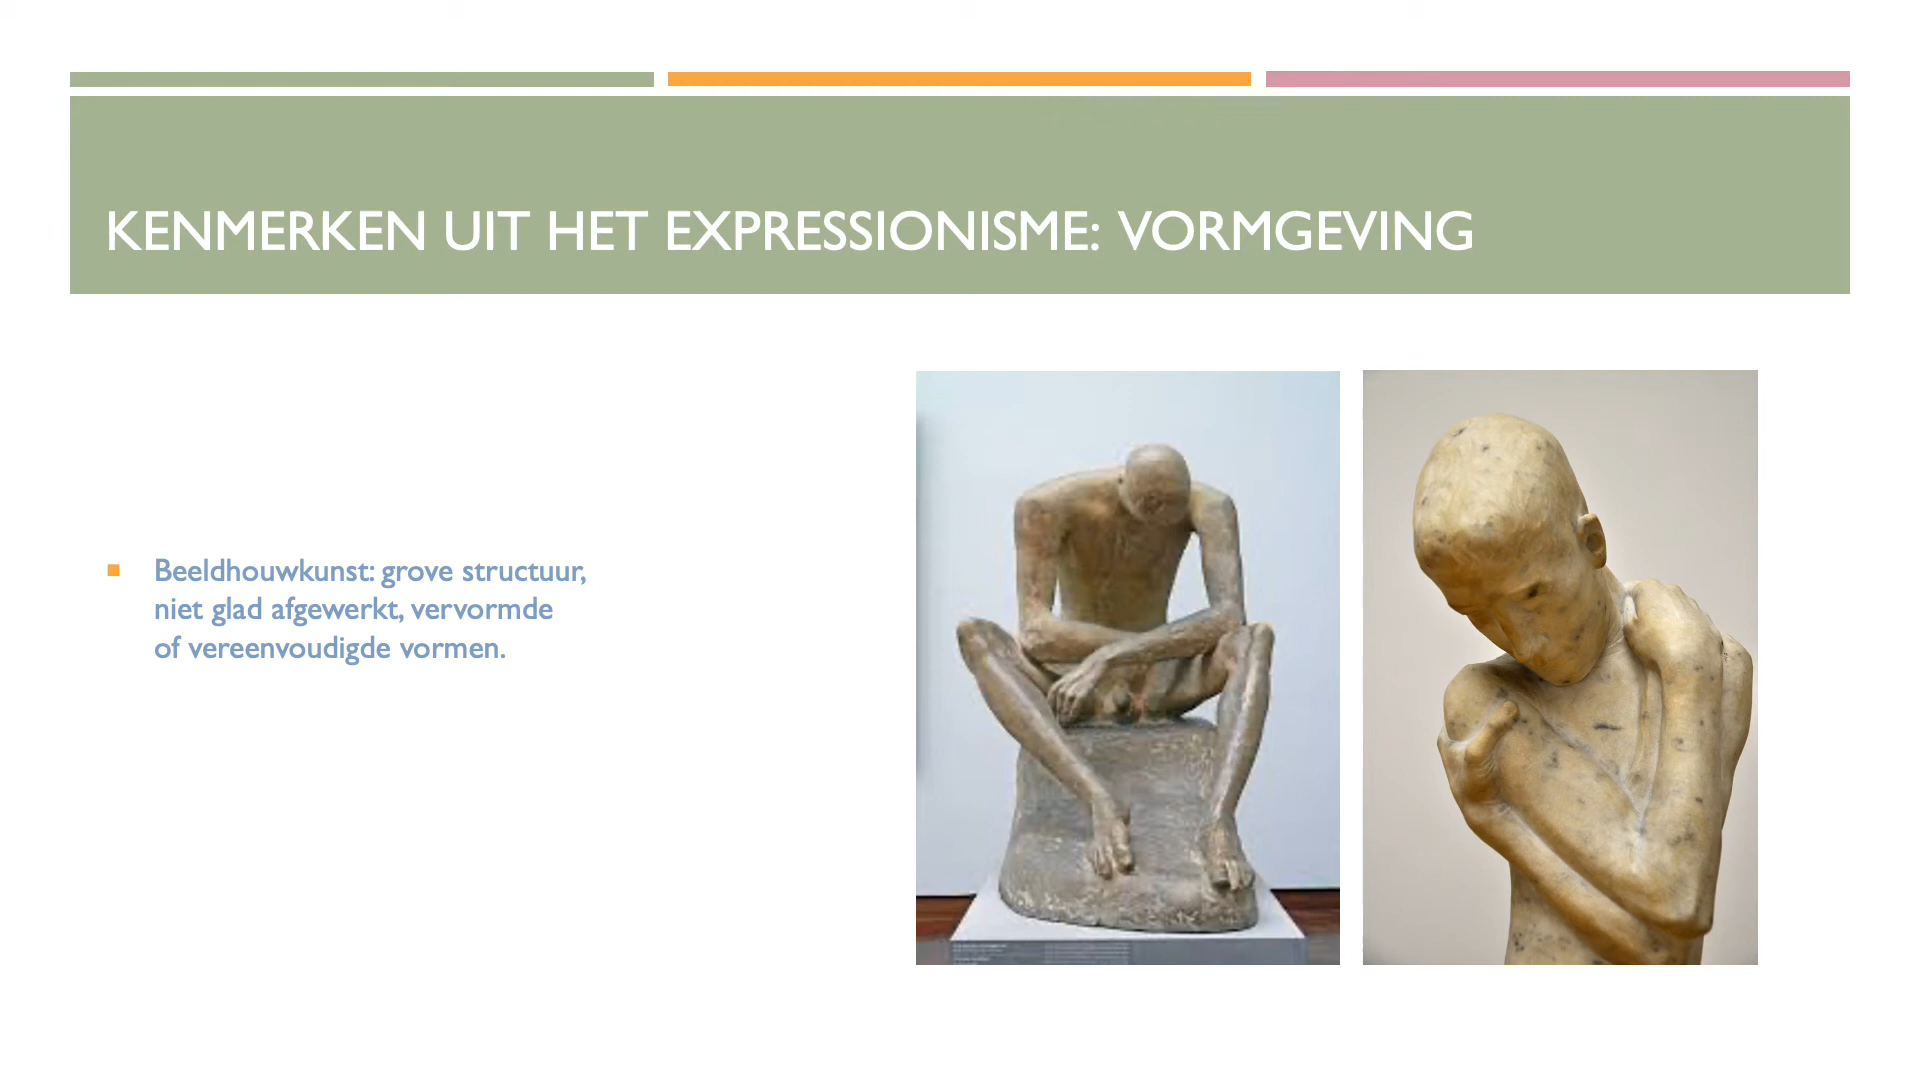 KENMERKEN UIT HET EXPRESSIONISME: VORMGEVING
Beeldhouwkunst: grove structuur,
niet glad afgewerkt, vervormde
of vereenvoudigde vormen.